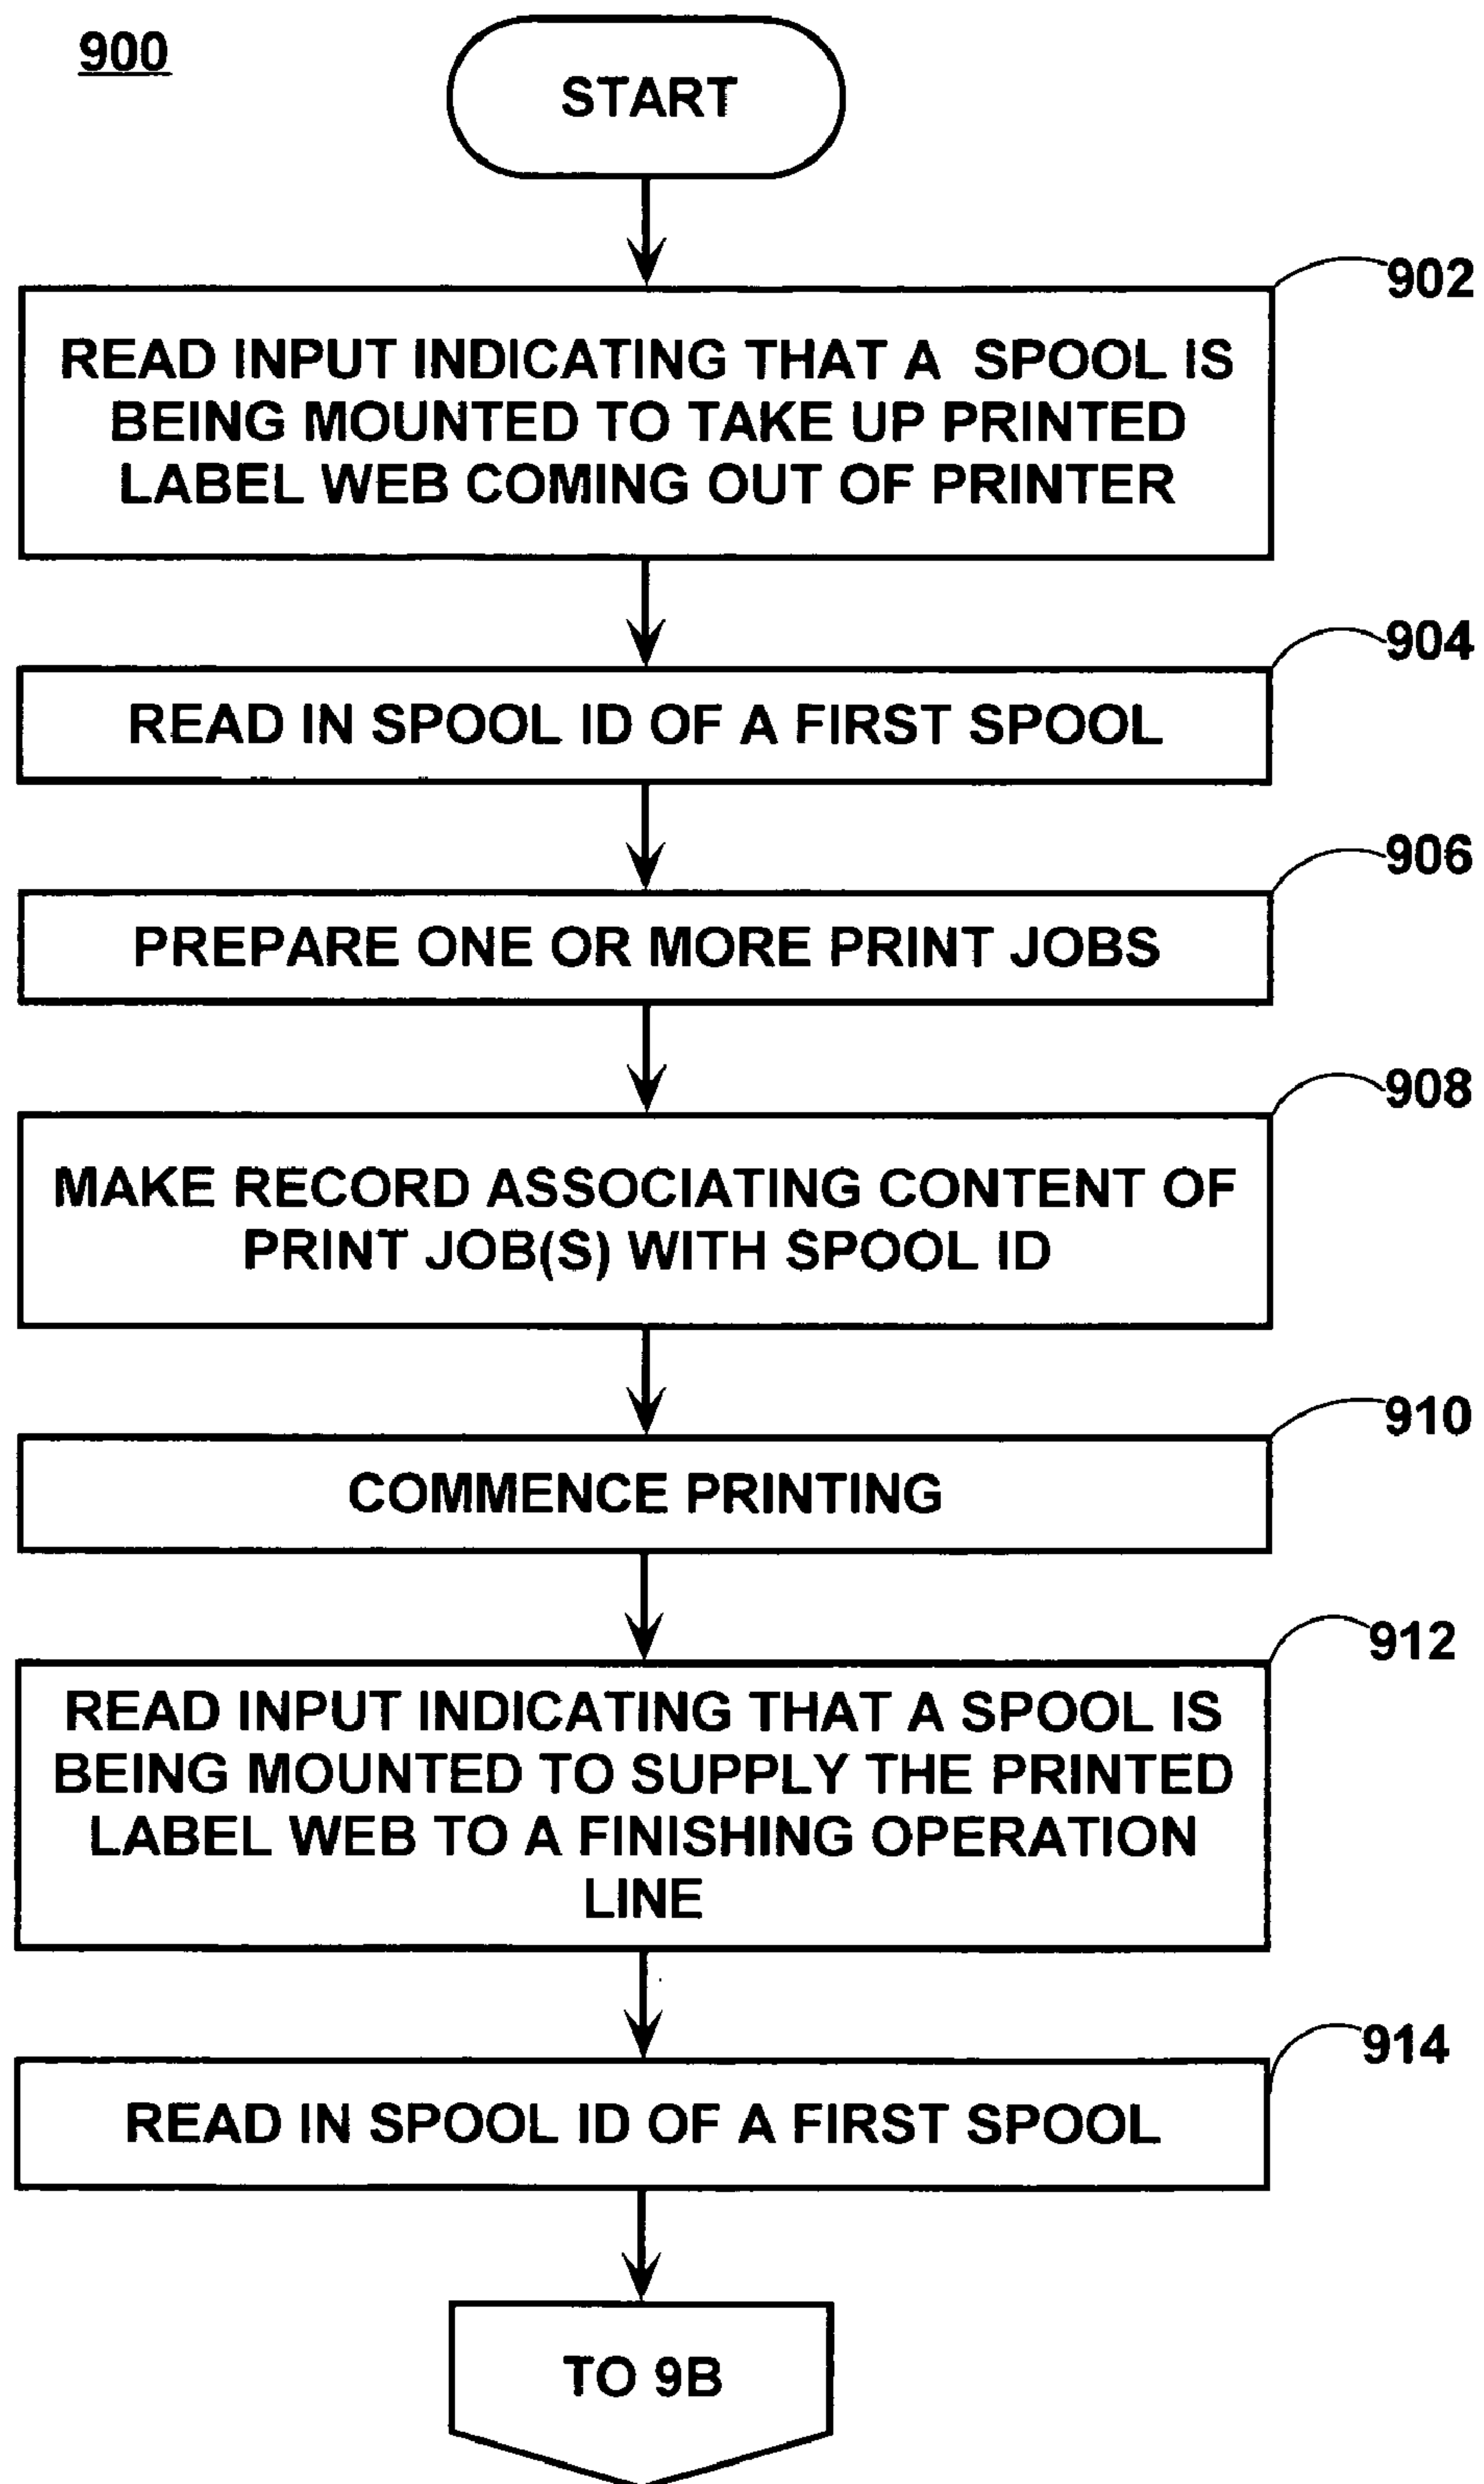 900
START
902
READ INPUT INDICATING THAT A SPOOL IS
BEING MOUNTED TO TAKE UP PRINTED
LABEL WEB COMING OUT OF PRINTER
904
READ IN SPOOL ID OF A FIRST SPOOL
906
PREPARE ONE OR MORE PRINT JOBS
908
MAKE RECORD ASSOCIATING CONTENT OF
PRINT JOB(S) WITH SPOOL ID
910
COMMENCE PRINTING
912
READ INPUT INDICATING THAT A SPOOL IS
BEING MOUNTED TO SUPPLY THE PRINTED
LABEL WEB TO A FINISHING OPERATION
LINE
914
READ IN SPOOL ID OF A FIRST SPOOL
TO 9B